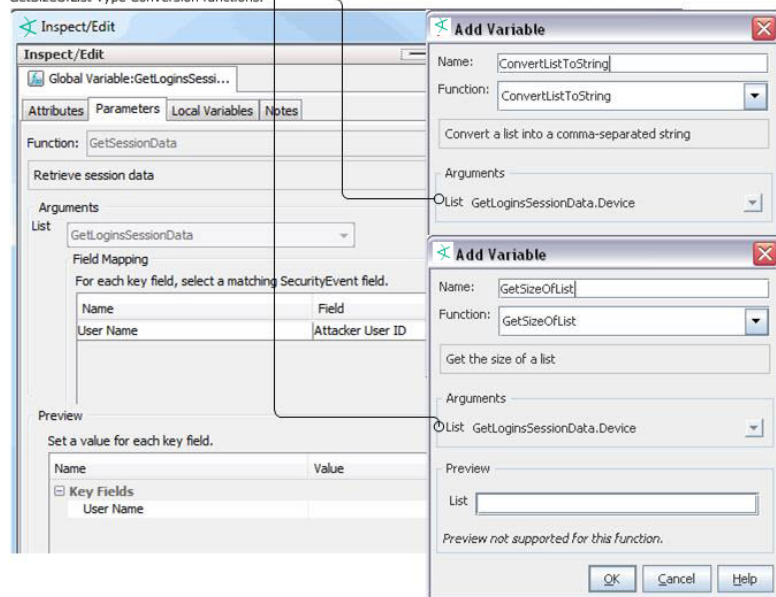 GetSizeOfList Type Conversion functions.
Inspect/Edit
Inspect/Edit
Global Variable:GetLoginsSessi...
Attributes Parameters Local Variables Notes
Function: GetSessionData
Retrieve session data
Arguments
List GetLoginsSessionData
Field Mapping
For each key field, select a matching SecurityEvent field.
Name Field
User Name Attacker User ID
Preview
Set a value for each key field.
Name Value
Key Fields
User Name
Add Variable
Name: ConvertListToString
Function: ConvertListToString
Convert a list into a comma-separated string
Arguments
List GetLoginsSessionData.Device
Add Variable
Name: GetSizeOfList
Function: GetSizeOfList
Get the size of a list
Arguments
List GetLoginsSessionData.Device
Preview
List
Preview not supported for this function.
OK Cancel Help